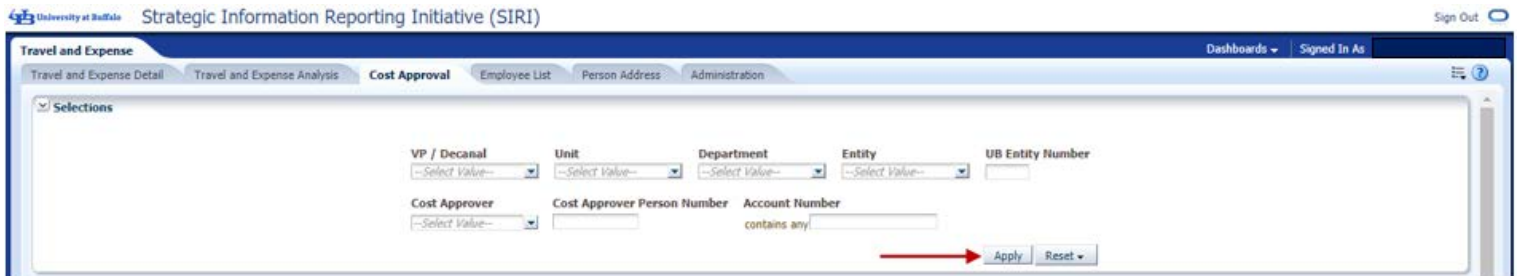 University at Buffalo Strategic Information Reporting Initiative (SIRI) Sign Out
Travel and Expense Dashboards Signed In As
Travel and Expense Detail Travel and Expense Analysis Cost Approval Employee List Person Address Administration
Selections
VP / Decanal Unit Department Entity UB Entity Number
--Select Value-- --Select Value-- --Select Value-- --Select Value--
Cost Approver Cost Approver Person Number Account Number
--Select Value-- contains any
Apply Reset